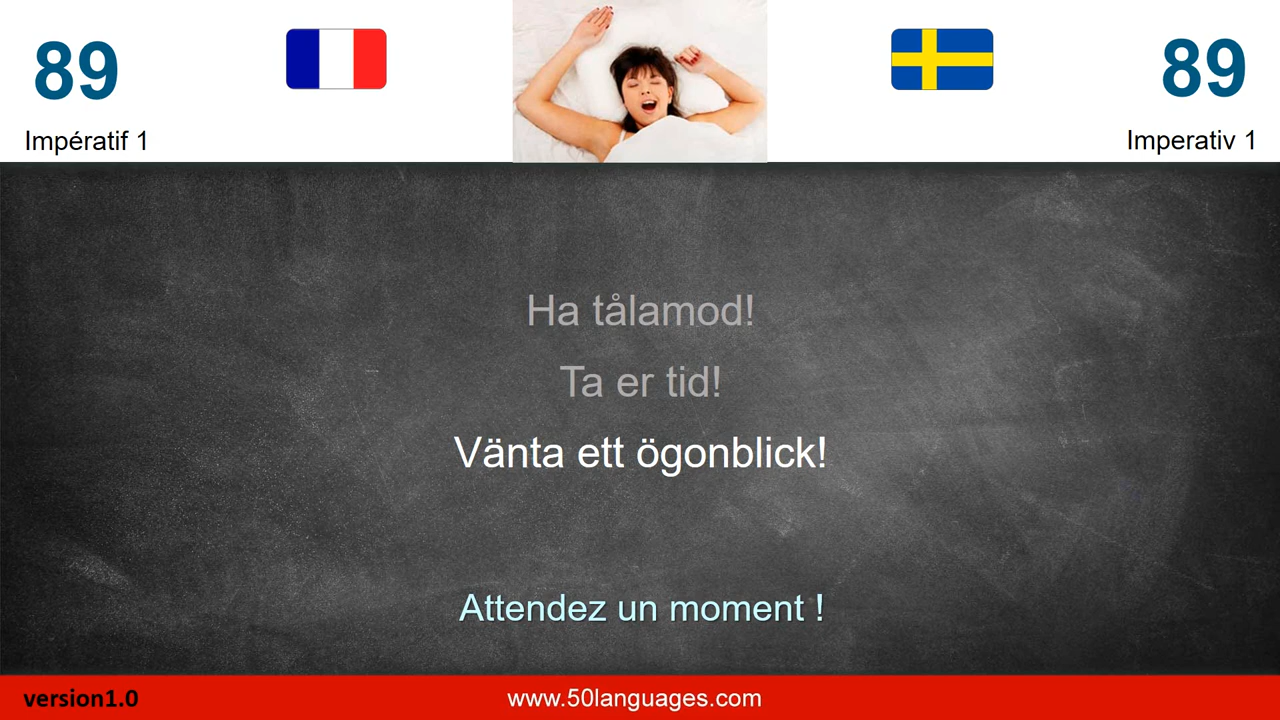 89
89
Impératif 1
Imperativ 1
Ha tålamod!
Ta er tid!
Vänta ett ögonblick!
Attendez un moment !
version1.0
www.50languages.com